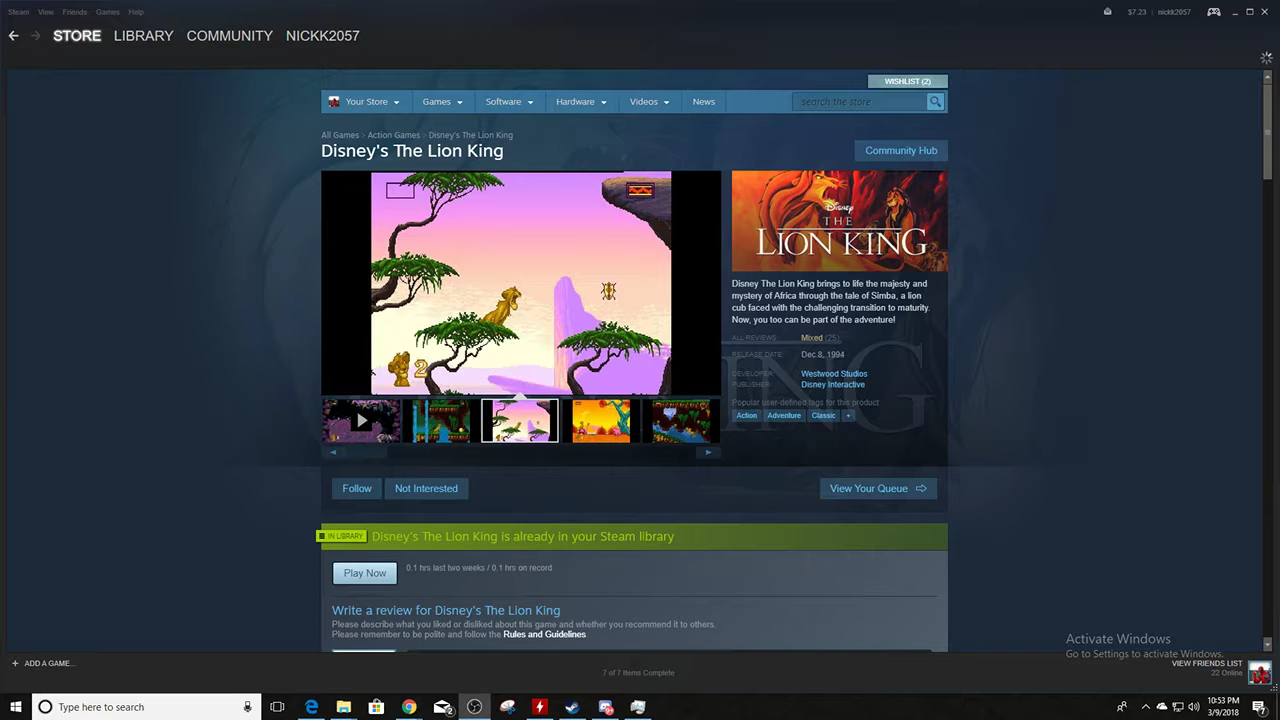 Steam View Friends Games Help
$7.23 nickk2057
STORE LIBRARY COMMUNITY NICKK2057
WISHLIST (2)
Your Store Games Software Hardware Videos News search the store
All Games > Action Games > Disney's The Lion King
Disney's The Lion King
Community Hub
2
Disney
THE
LION KING
Disney The Lion King brings to life the majesty and
mystery of Africa through the tale of Simba, a lion
cub faced with the challenging transition to maturity.
Now, you too can be part of the adventure!
ALL REVIEWS: Mixed (25)
RELEASE DATE: Dec 8, 1994
DEVELOPER: Westwood Studios
PUBLISHER: Disney Interactive
Popular user-defined tags for this product
Action Adventure Classic +
Follow Not Interested View Your Queue
IN LIBRARY Disney's The Lion King is already in your Steam library
Play Now 0.1 hrs last two weeks / 0.1 hrs on record
Write a review for Disney's The Lion King
Please describe what you liked or disliked about this game and whether you recommend it to others.
Please remember to be polite and follow the Rules and Guidelines
Activate Windows
Go to Settings to activate Windows.
+ ADD A GAME...
7 of 7 Items Complete
VIEW FRIENDS LIST
22 Online
Type here to search
10:53 PM
3/9/2018